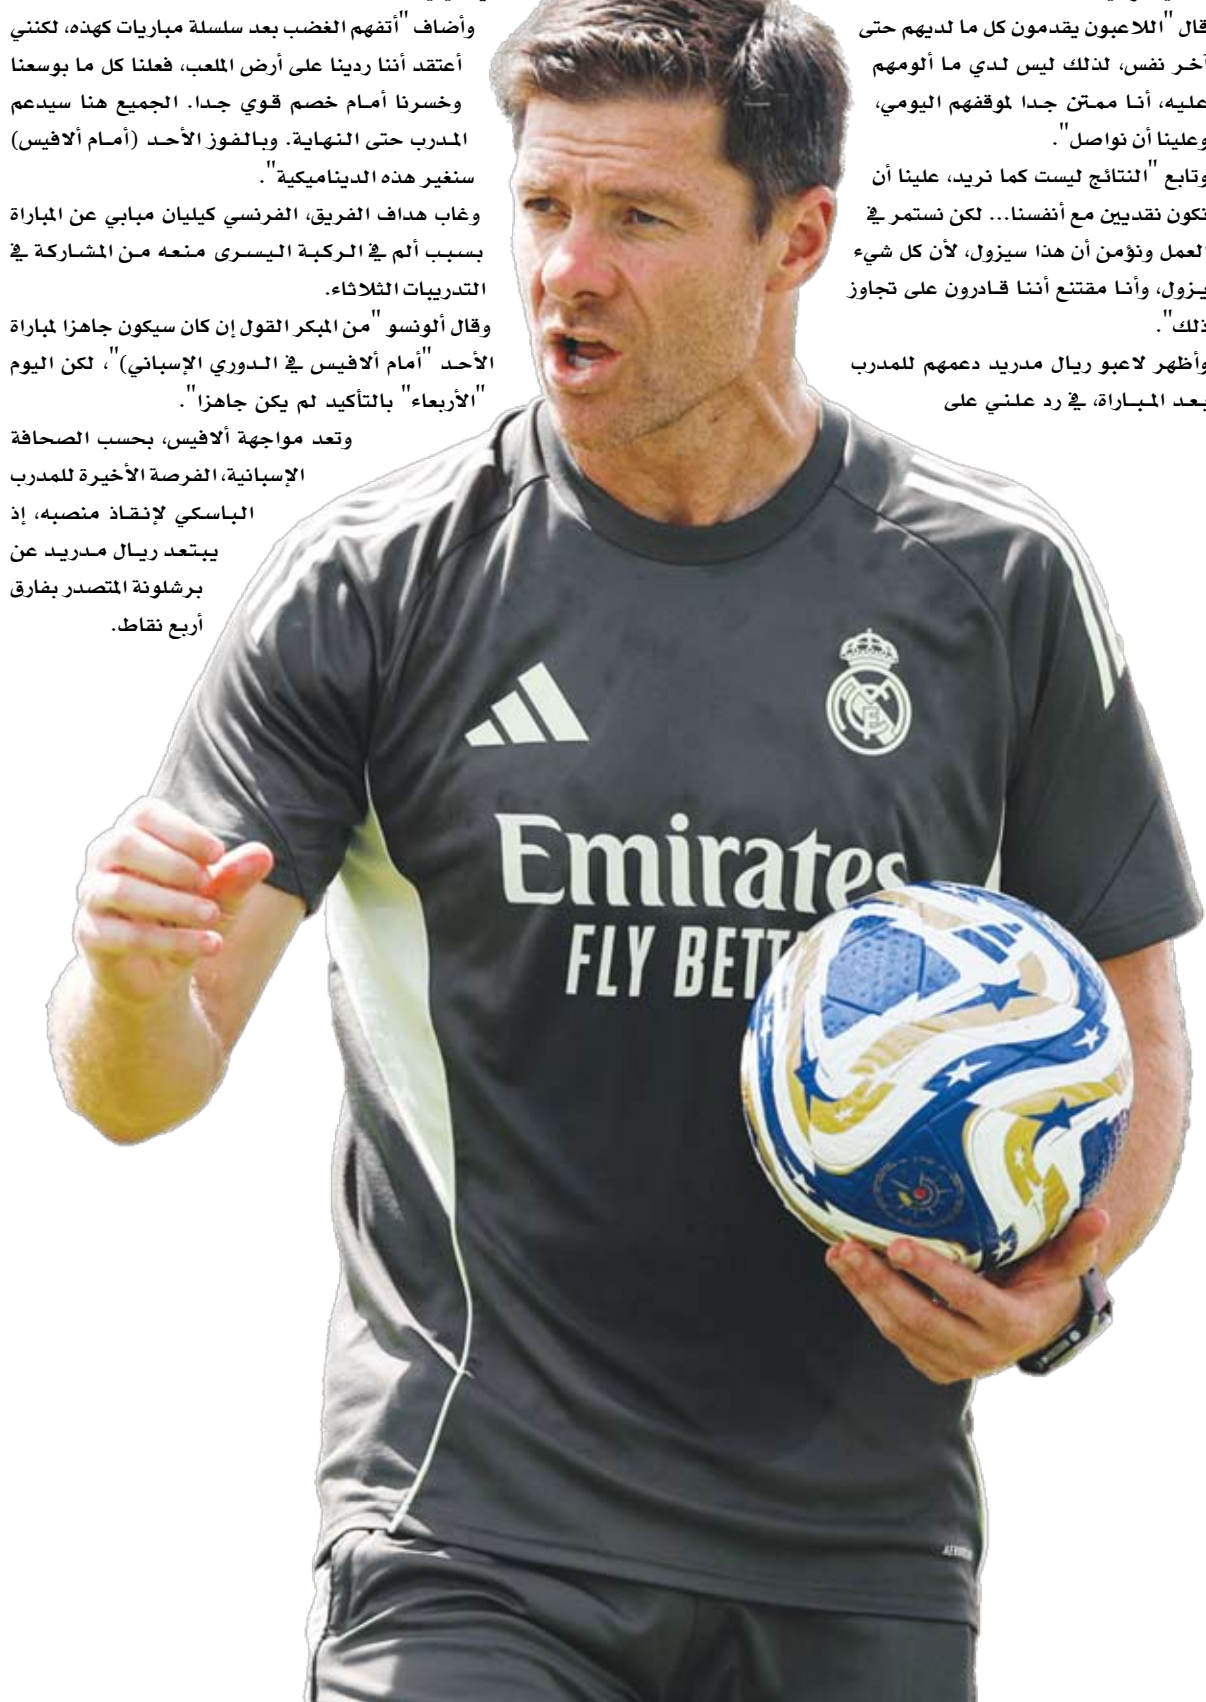 قال "اللاعبون يقدمون كل ما لديهم حتى
آخر نفس، لذلك ليس لدي ما ألومهم
عليه، أنا ممتن جدا لموقفهم اليومي،
وعلينا أن نواصل".
وتابع "النتائج ليست كما نريد، علينا أن
نكون نقديين مع أنفسنا... لكن نستمر في
العمل ونؤمن أن هذا سيزول، لأن كل شيء
يزول، وأنا مقتنع أننا قادرون على تجاوز
ذلك".
وأظهر لاعبو ريال مدريد دعمهم للمدرب
بعد المباراة، في رد علني على
وأضاف "أتفهم الغضب بعد سلسلة مباريات كهذه، لكنني
أعتقد أننا ردينا على أرض الملعب، فعلنا كل ما بوسعنا
وخسرنا أمام خصم قوي جدا. الجميع هنا سيدعم
المدرب حتى النهاية. وبالفوز الأحد (أمام ألافيس)
سنغير هذه الديناميكية".
وغاب هداف الفريق، الفرنسي كيليان مبابي عن المباراة
بسبب ألم في الركبة اليسرى منعه من المشاركة في
التدريبات الثلاثاء.
وقال ألونسو "من المبكر القول إن كان سيكون جاهزا لمباراة
الأحد "أمام ألافيس في الدوري الإسباني)"، لكن اليوم
"الأربعاء" بالتأكيد لم يكن جاهزا".
وتعد مواجهة ألافيس، بحسب الصحافة
الإسبانية، الفرصة الأخيرة للمدرب
الباسكي لإنقاذ منصبه، إذ
يبتعد ريال مدريد عن
برشلونة المتصدر بفارق
أربع نقاط.
Emirates
FLY BETT